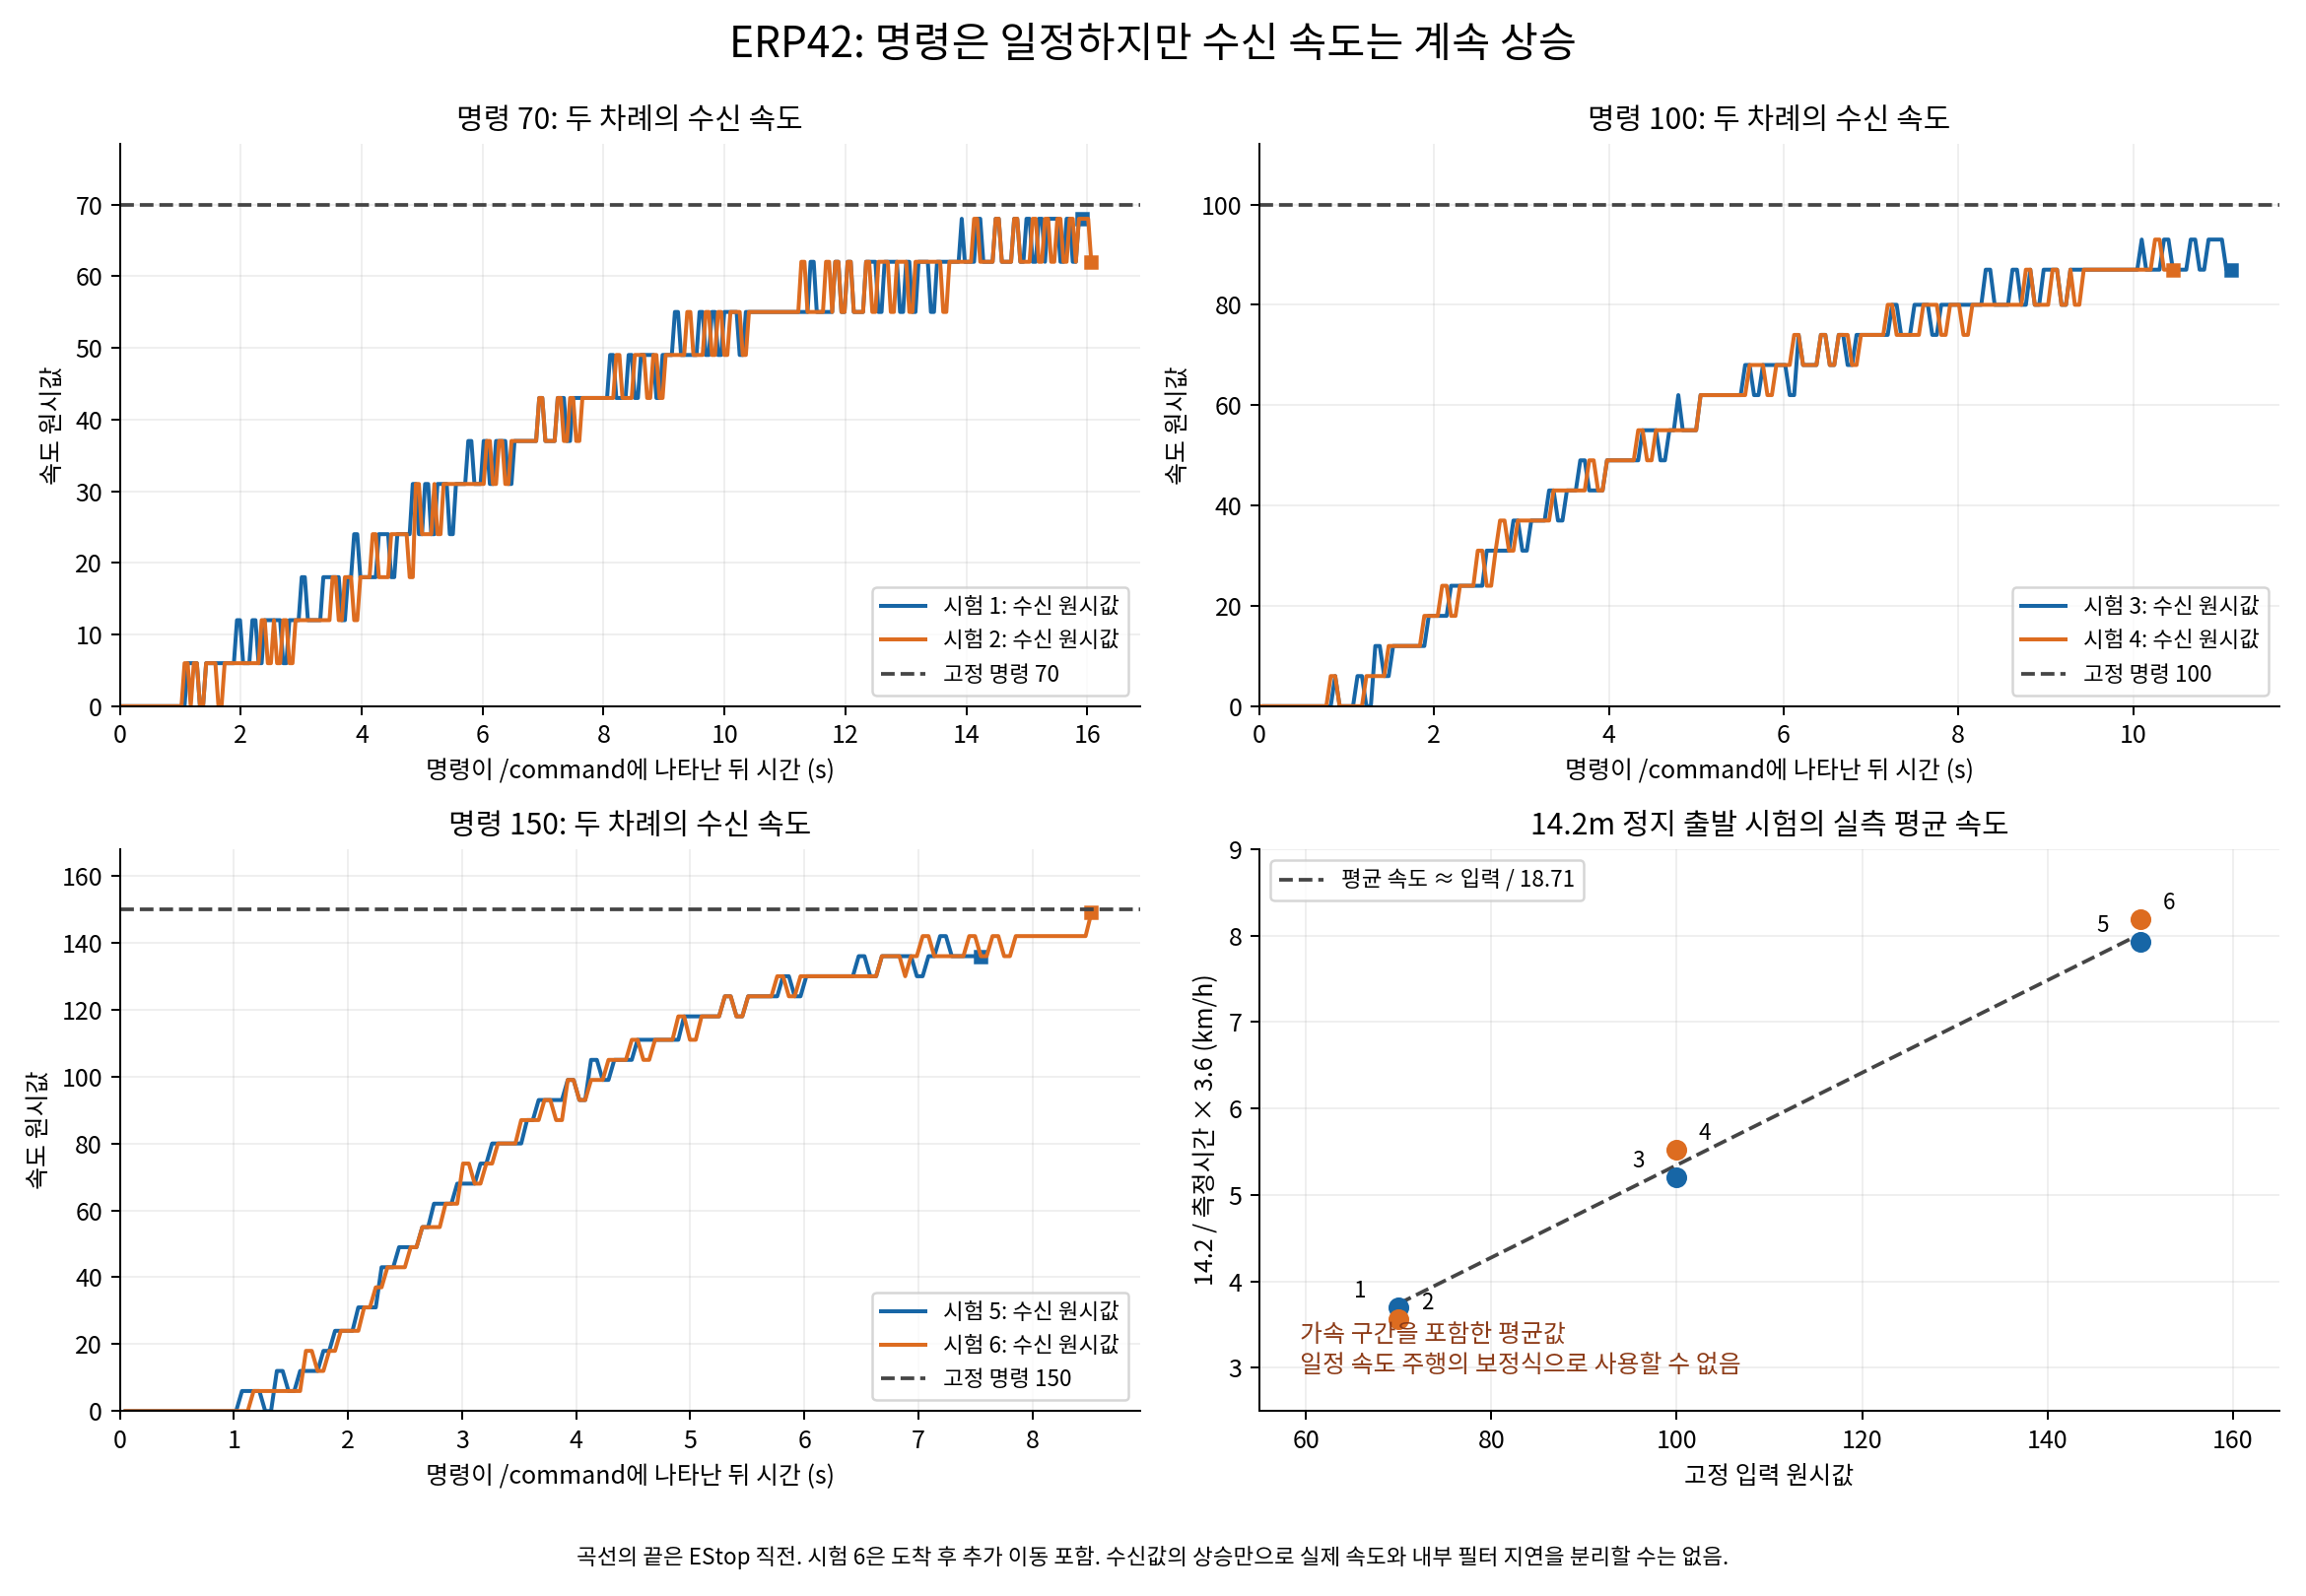 ERP42: 명령은 일정하지만 수신 속도는 계속 상승
명령 70: 두 차례의 수신 속도
속도 원시값
70
60
50
40
30
20
10
0
0 2 4 6 8 10 12 14 16
명령이 /command에 나타난 뒤 시간 (s)
시험 1: 수신 원시값
시험 2: 수신 원시값
고정 명령 70
명령 100: 두 차례의 수신 속도
속도 원시값
100
80
60
40
20
0
0 2 4 6 8 10
명령이 /command에 나타난 뒤 시간 (s)
시험 3: 수신 원시값
시험 4: 수신 원시값
고정 명령 100
명령 150: 두 차례의 수신 속도
속도 원시값
160
140
120
100
80
60
40
20
0
0 1 2 3 4 5 6 7 8
명령이 /command에 나타난 뒤 시간 (s)
시험 5: 수신 원시값
시험 6: 수신 원시값
고정 명령 150
14.2m 정지 출발 시험의 실측 평균 속도
14.2 / 측정시간 × 3.6 (km/h)
9
8
7
6
5
4
3
평균 속도 ≈ 입력 / 18.71
6
5
4
3
1
2
가속 구간을 포함한 평균값
일정 속도 주행의 보정식으로 사용할 수 없음
60 80 100 120 140 160
고정 입력 원시값
곡선의 끝은 EStop 직전. 시험 6은 도착 후 추가 이동 포함. 수신값의 상승만으로 실제 속도와 내부 필터 지연을 분리할 수는 없음.